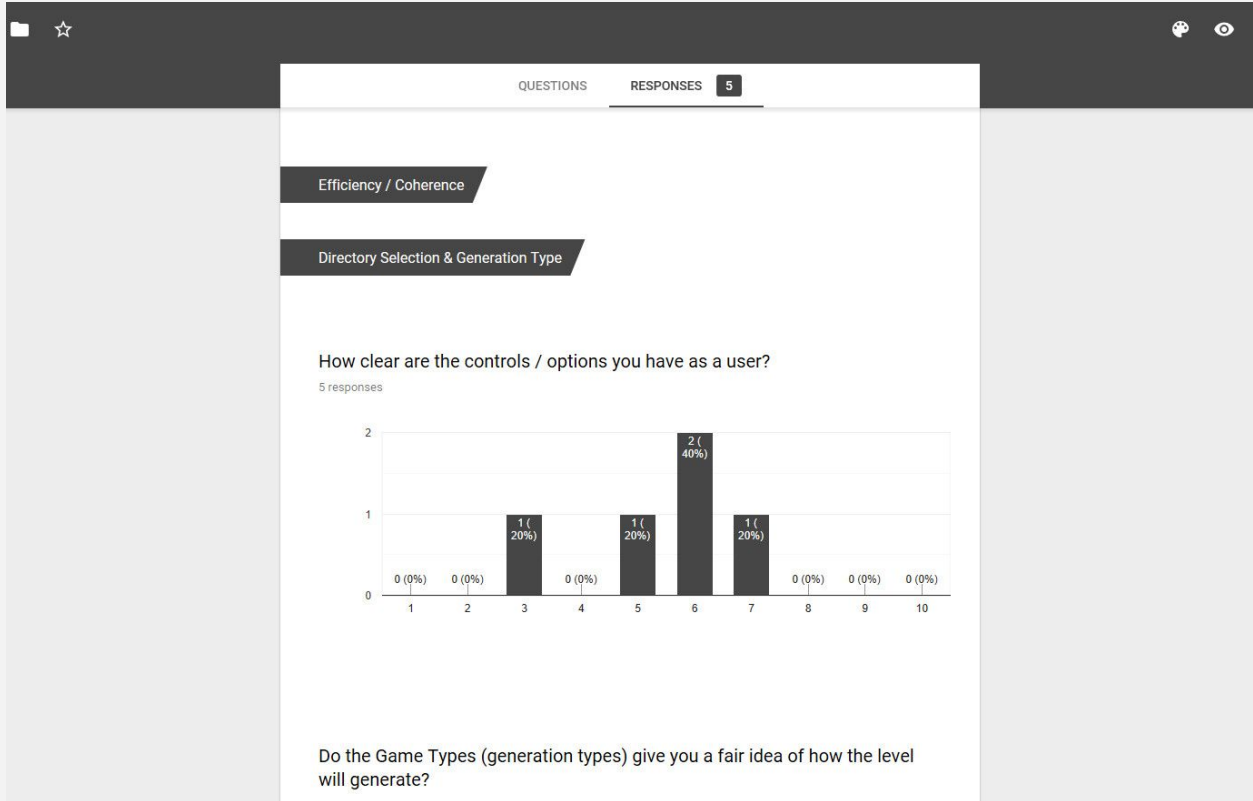 QUESTIONS RESPONSES 5
Efficiency / Coherence
Directory Selection & Generation Type
How clear are the controls / options you have as a user?
5 responses
2
2 (
40%)
1
1 (
20%)
1 (
20%)
1 (
20%)
0 (0%) 0 (0%) 0 (0%) 0 (0%) 0 (0%) 0 (0%)
0
1 2 3 4 5 6 7 8 9 10
Do the Game Types (generation types) give you a fair idea of how the level
will generate?